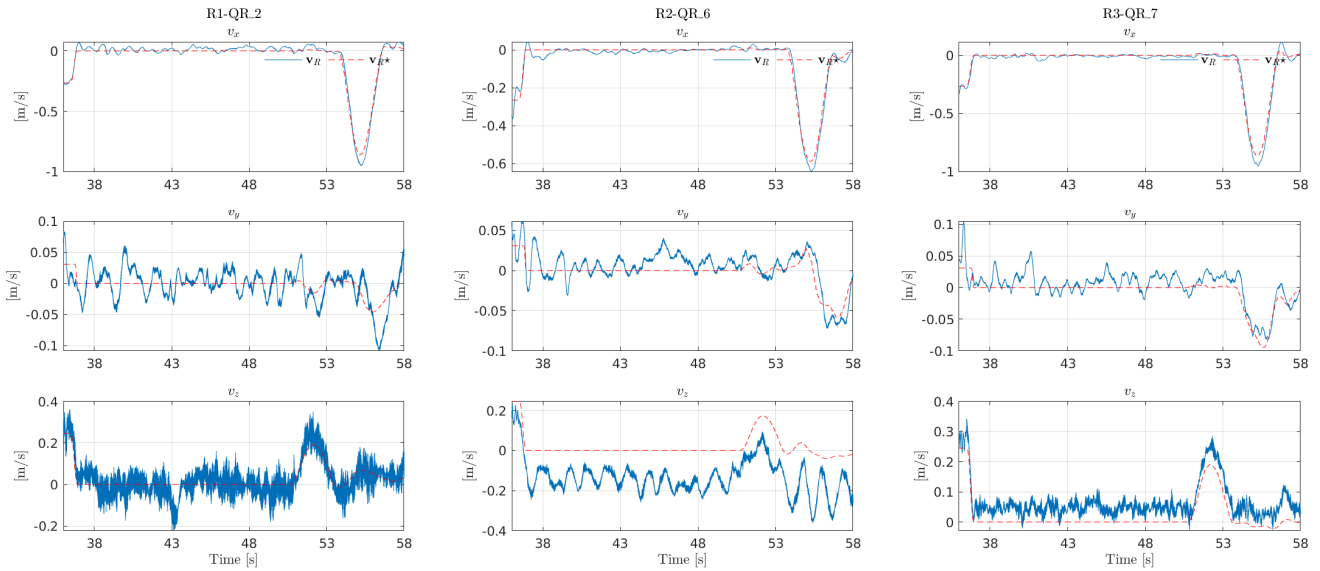 R1-QR_2
v_x
0
-0.5
-1
[m/s]
v_R
v_R⋆
38 43 48 53 58
v_y
0.1
0.05
0
-0.05
-0.1
[m/s]
38 43 48 53 58
v_z
0.4
0.2
0
-0.2
[m/s]
38 43 48 53 58
Time [s]
R2-QR_6
v_x
0
-0.2
-0.4
-0.6
[m/s]
v_R
v_R⋆
38 43 48 53 58
v_y
0.05
0
-0.05
-0.1
[m/s]
38 43 48 53 58
v_z
0.2
0
-0.2
-0.4
[m/s]
38 43 48 53 58
Time [s]
R3-QR_7
v_x
0
-0.5
-1
[m/s]
v_R
v_R⋆
38 43 48 53 58
v_y
0.1
0.05
0
-0.05
-0.1
[m/s]
38 43 48 53 58
v_z
0.4
0.3
0.2
0.1
0
[m/s]
38 43 48 53 58
Time [s]